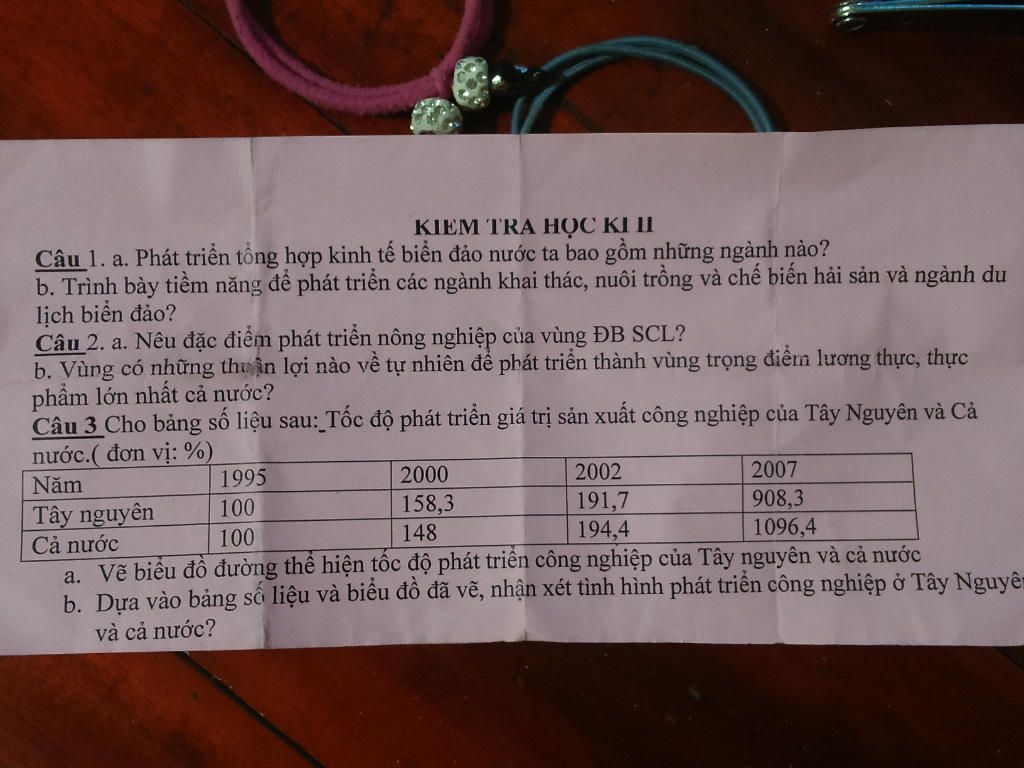 KIEM TRA HỌC KI II
Câu 1. a. Phát triển tổng hợp kinh tế biển đảo nước ta bao gồm những ngành nào?
b. Trình bày tiềm năng để phát triển các ngành khai thác, nuôi trồng và chế biến hải sản và ngành du
lịch biển đảo?
Câu 2. a. Nêu đặc điểm phát triển nông nghiệp của vùng ĐB SCL?
b. Vùng có những thuận lợi nào về tự nhiên để phát triển thành vùng trọng điểm lương thực, thực
phẩm lớn nhất cả nước?
Câu 3 Cho bảng số liệu sau: Tốc độ phát triển giá trị sản xuất công nghiệp của Tây Nguyên và Cả
nước.( đơn vị: %)
Năm 1995 2000 2002 2007
Tây nguyên 100 158,3 191,7 908,3
Cả nước 100 148 194,4 1096,4
a. Vẽ biểu đồ đường thể hiện tốc độ phát triển công nghiệp của Tây nguyên và cả nước
b. Dựa vào bảng số liệu và biểu đồ đã vẽ, nhận xét tình hình phát triển công nghiệp ở Tây Nguyên
và cả nước?